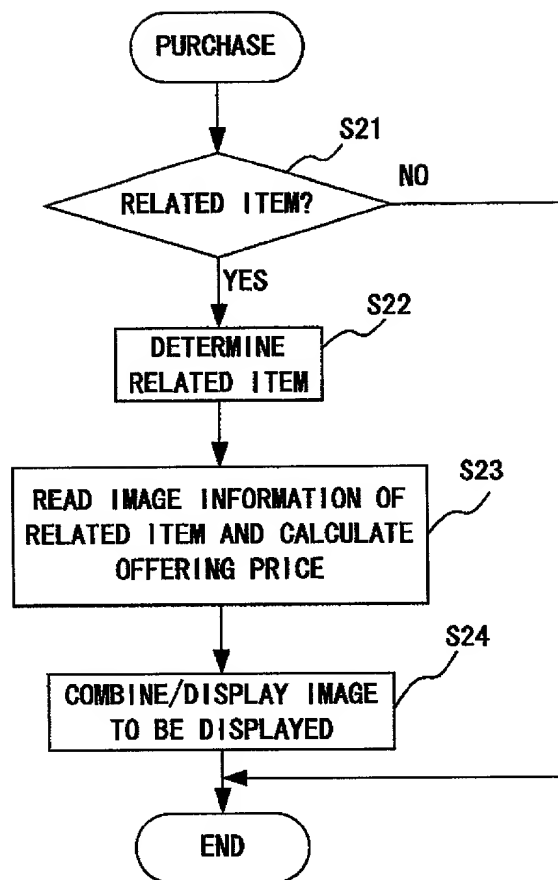 PURCHASE
S21
RELATED ITEM?
NO
YES
S22
DETERMINE
RELATED ITEM
S23
READ IMAGE INFORMATION OF
RELATED ITEM AND CALCULATE
OFFERING PRICE
S24
COMBINE/DISPLAY IMAGE
TO BE DISPLAYED
END